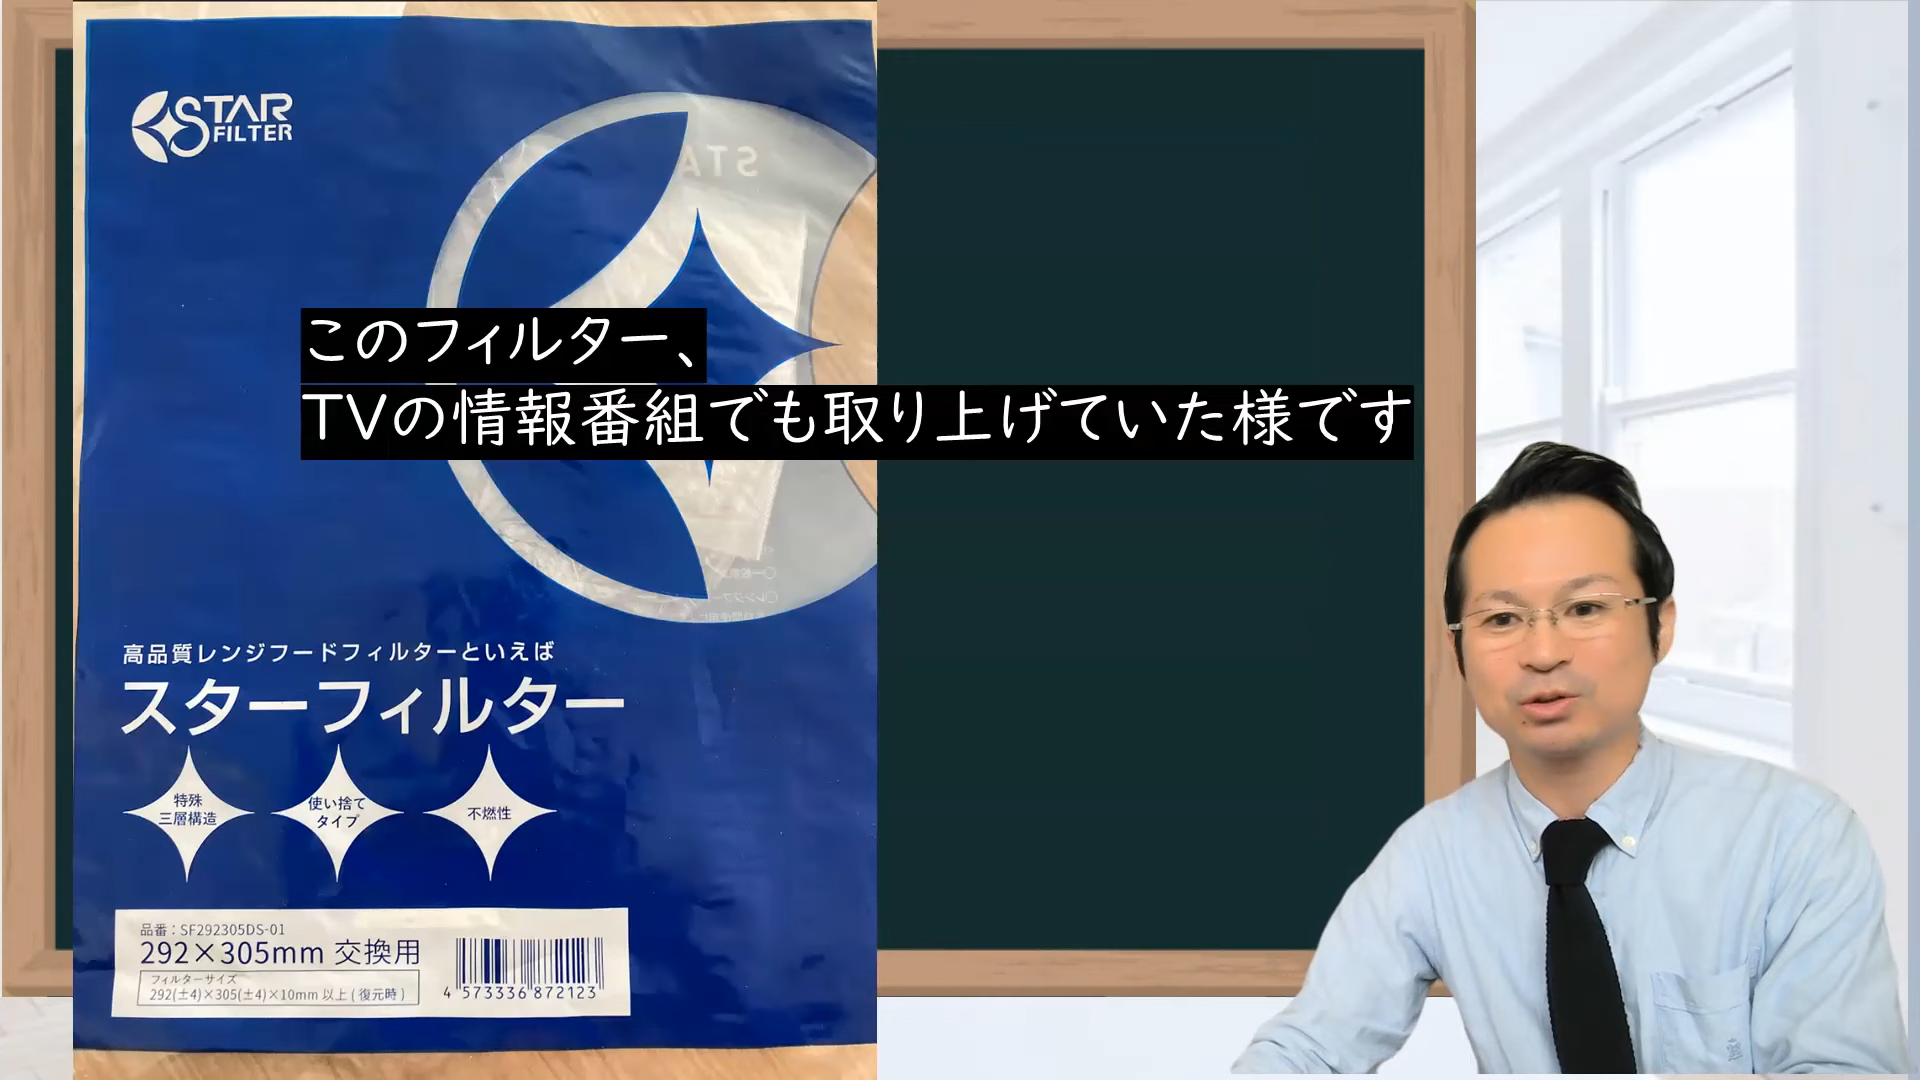 STAR
FILTER
STA
このフィルター、
TVの情報番組でも取り上げていた様です
高品質レンジフードフィルターといえば
スターフィルター
特殊
三層構造
使い捨て
タイプ
不燃性
品番：SF292305DS-01
292×305mm 交換用
フィルターサイズ
292(±4)×305(±4)×10mm 以上(復元時)
4 573336 872123